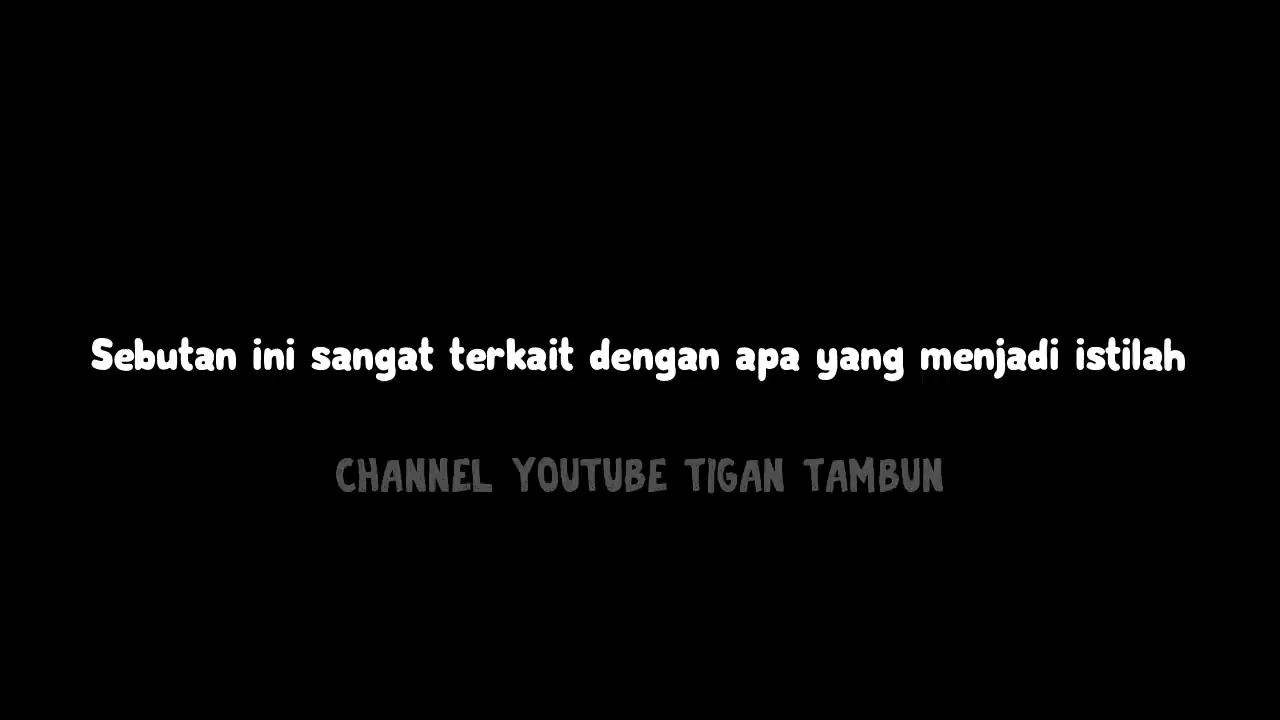 Sebutan ini sangat terkait dengan apa yang menjadi istilah
CHANNEL YOUTUBE TIGAN TAMBUN